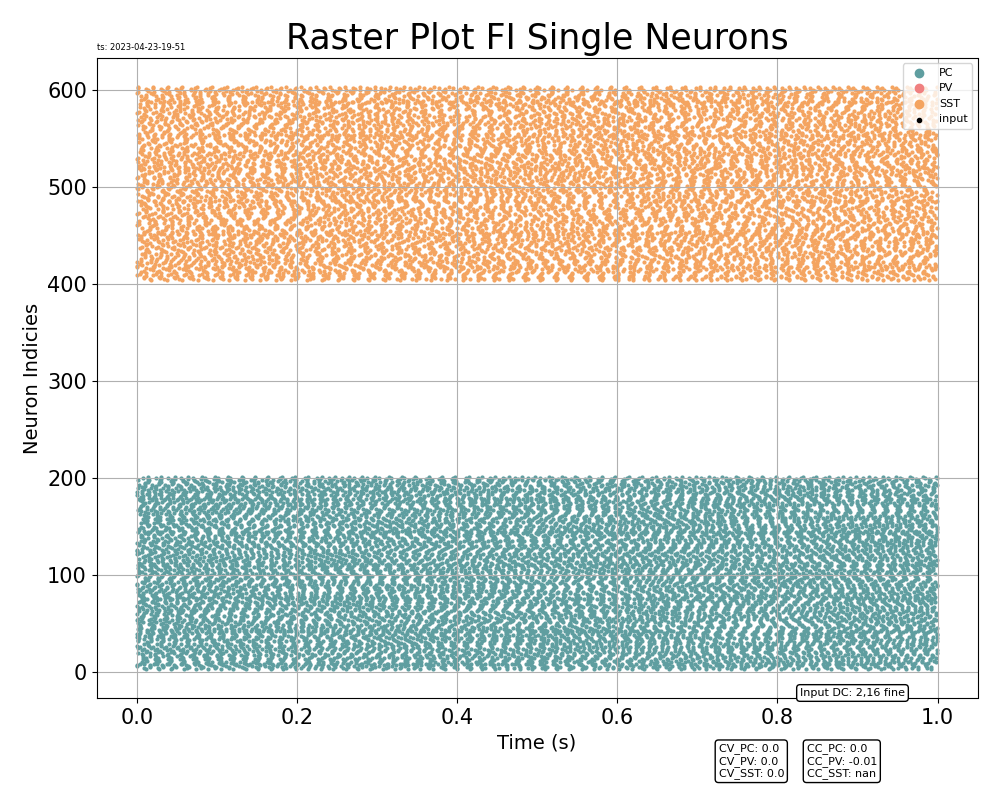 Raster Plot FI Single Neurons
ts: 2023-04-23-19-51
PC
PV
SST
input
600
500
400
300
200
100
0
Neuron Indicies
0.0 0.2 0.4 0.6 0.8 1.0
Time (s)
Input DC: 2,16 fine
CV_PC: 0.0
CV_PV: 0.0
CV_SST: 0.0
CC_PC: 0.0
CC_PV: -0.01
CC_SST: nan